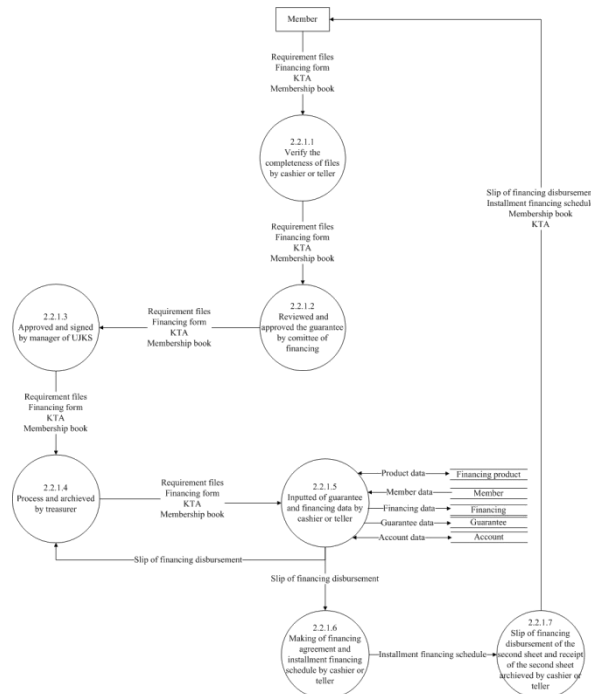 Member
Requirement files
Financing form
KTA
Membership book
2.2.1.1
Verify the
completeness of files
by cashier or teller
Slip of financing disbursement
Installment financing schedule
Membership book
KTA
Requirement files
Financing form
KTA
Membership book
2.2.1.2
Reviewed and
approved the guarantee
by comittee of
financing
Requirement files
Financing form
KTA
Membership book
2.2.1.3
Approved and signed
by manager of UJKS
Requirement files
Financing form
KTA
Membership book
2.2.1.4
Process and archieved
by treasurer
Requirement files
Financing form
KTA
Membership book
2.2.1.5
Inputted of guarantee
and financing data by
cashier or teller
Product data
Financing product
Member data
Member
Financing data
Financing
Guarantee data
Guarantee
Account data
Account
Slip of financing disbursement
Slip of financing disbursement
2.2.1.6
Making of financing
agreement and
installment financing
schedule by cashier or
teller
Installment financing schedule
2.2.1.7
Slip of financing
disbursement of the
second sheet and receipt
of the second sheet
archieved by cashier or
teller